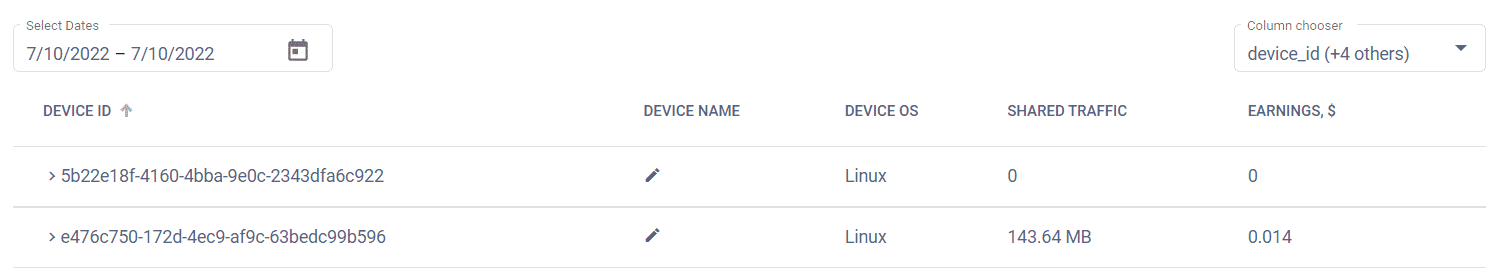 Select Dates
7/10/2022 – 7/10/2022
Column chooser
device_id (+4 others)
DEVICE ID DEVICE NAME DEVICE OS SHARED TRAFFIC EARNINGS, $
5b22e18f-4160-4bba-9e0c-2343dfa6c922 Linux 0 0
e476c750-172d-4ec9-af9c-63bedc99b596 Linux 143.64 MB 0.014